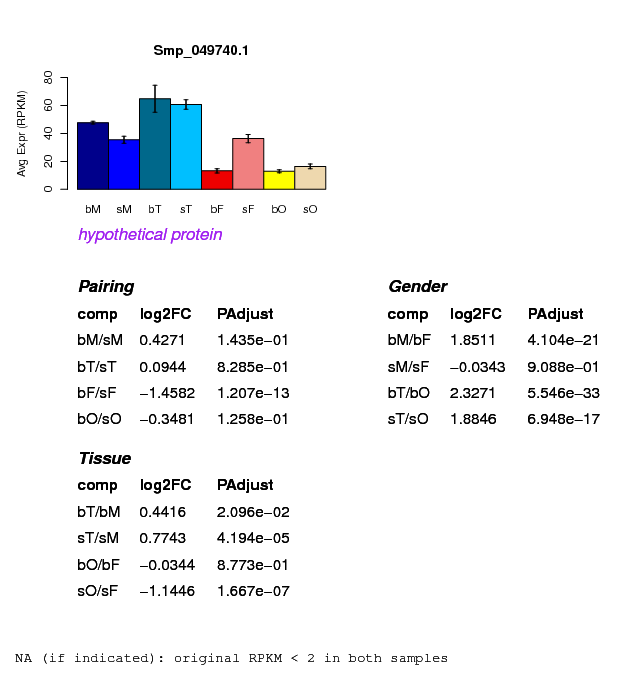 Smp_049740.1
Avg Expr (RPKM)
80
60
40
20
0
bM sM bT sT bF sF bO sO
hypothetical protein
Pairing
comp log2FC PAdjust
bM/sM 0.4271 1.435e−01
bT/sT 0.0944 8.285e−01
bF/sF −1.4582 1.207e−13
bO/sO −0.3481 1.258e−01
Gender
comp log2FC PAdjust
bM/bF 1.8511 4.104e−21
sM/sF −0.0343 9.088e−01
bT/bO 2.3271 5.546e−33
sT/sO 1.8846 6.948e−17
Tissue
comp log2FC PAdjust
bT/bM 0.4416 2.096e−02
sT/sM 0.7743 4.194e−05
bO/bF −0.0344 8.773e−01
sO/sF −1.1446 1.667e−07
NA (if indicated): original RPKM < 2 in both samples